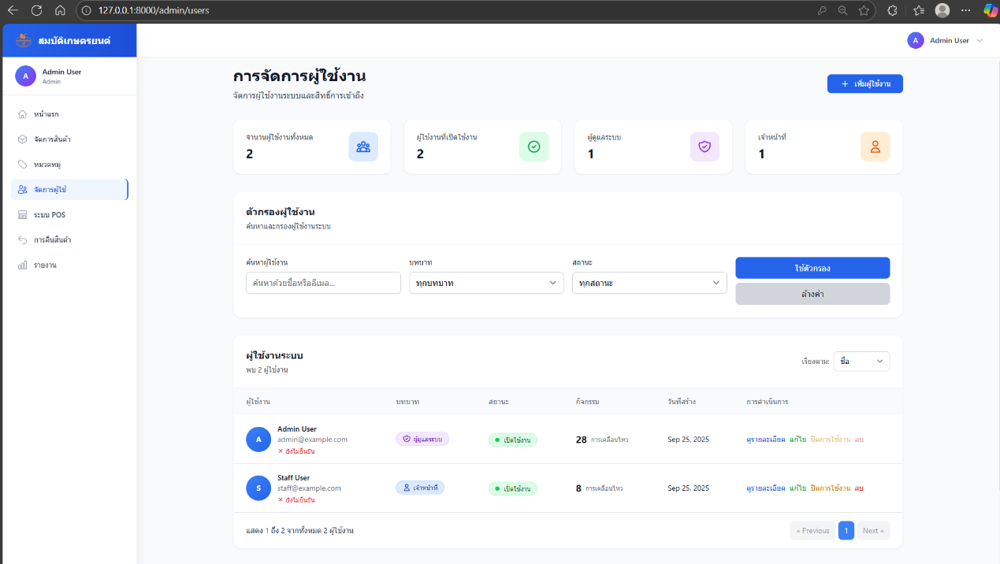 127.0.0.1:8000/admin/users
สมบัติเกษตรยนต์
A
Admin User
A
Admin User
Admin
หน้าแรก
จัดการสินค้า
หมวดหมู่
จัดการผู้ใช้
ระบบ POS
การคืนสินค้า
รายงาน
การจัดการผู้ใช้งาน
จัดการผู้ใช้งานระบบและสิทธิ์การเข้าถึง
+ เพิ่มผู้ใช้งาน
จำนวนผู้ใช้งานทั้งหมด
2
ผู้ใช้งานที่เปิดใช้งาน
2
ผู้ดูแลระบบ
1
เจ้าหน้าที่
1
ตัวกรองผู้ใช้งาน
ค้นหาและกรองผู้ใช้งานระบบ
ค้นหาผู้ใช้งาน
ค้นหาด้วยชื่อหรืออีเมล...
บทบาท
ทุกบทบาท
สถานะ
ทุกสถานะ
ใช้ตัวกรอง
ล้างค่า
ผู้ใช้งานระบบ
พบ 2 ผู้ใช้งาน
เรียงตาม: ชื่อ
ผู้ใช้งาน บทบาท สถานะ กิจกรรม วันที่สร้าง การดำเนินการ
A
Admin User
admin@example.com
× ยังไม่ยืนยัน
ผู้ดูแลระบบ
เปิดใช้งาน
28 การเคลื่อนไหว
Sep 25, 2025
ดูรายละเอียด แก้ไข ปิดการใช้งาน ลบ
S
Staff User
staff@example.com
× ยังไม่ยืนยัน
เจ้าหน้าที่
เปิดใช้งาน
8 การเคลื่อนไหว
Sep 25, 2025
ดูรายละเอียด แก้ไข ปิดการใช้งาน ลบ
แสดง 1 ถึง 2 จากทั้งหมด 2 ผู้ใช้งาน
« Previous 1 Next »